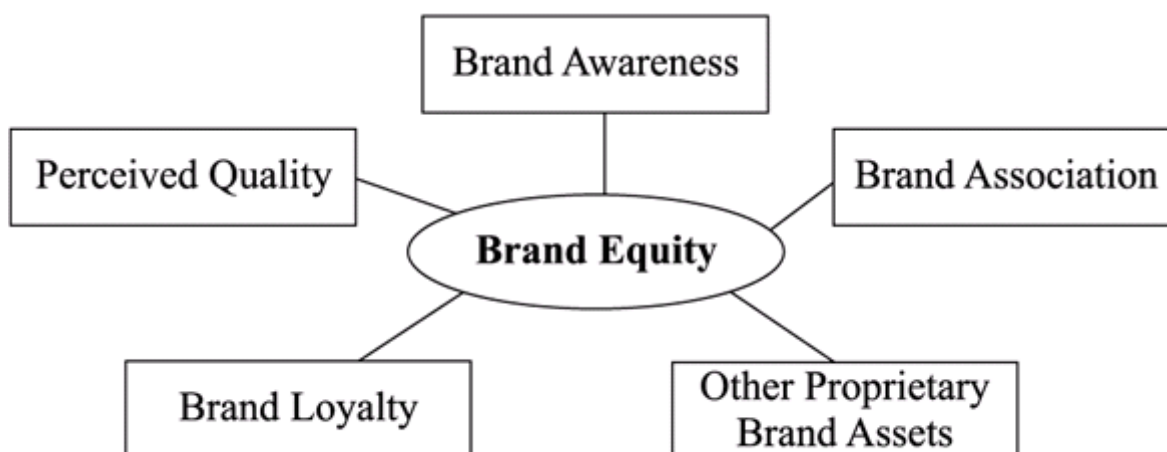 Brand Awareness
Perceived Quality
Brand Association
Brand Equity
Brand Loyalty
Other Proprietary
Brand Assets